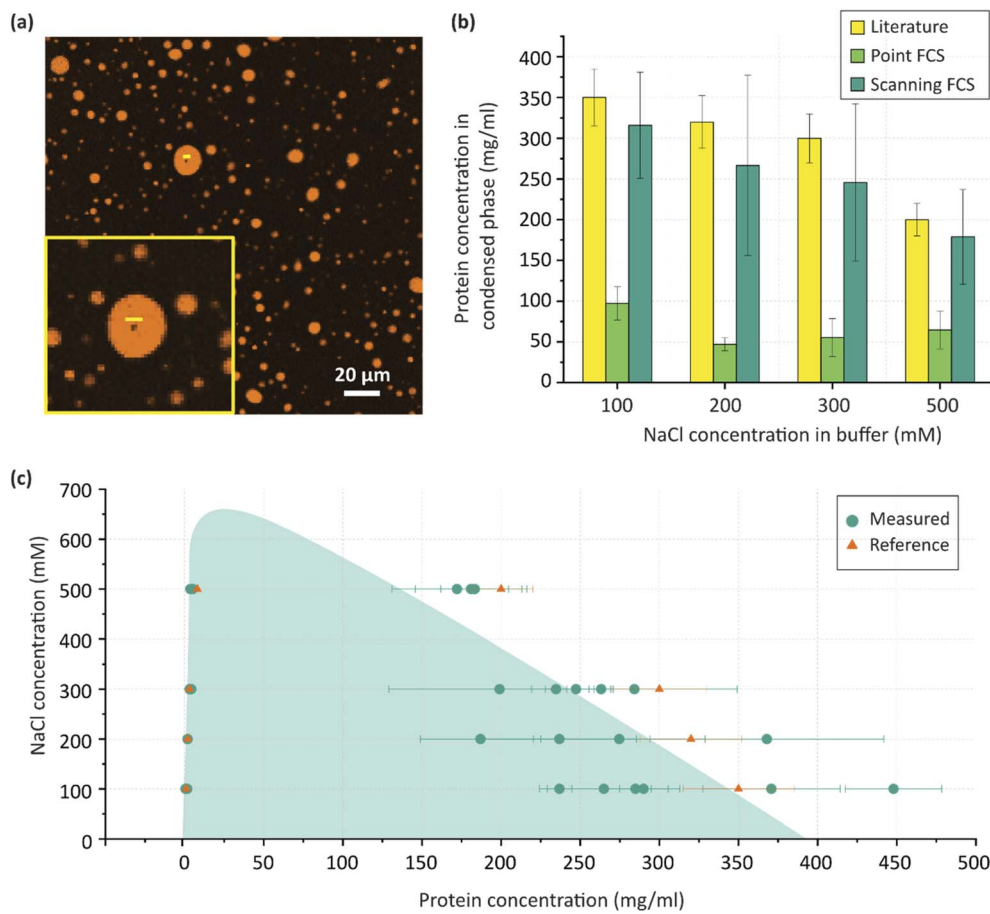 (a)
20 μm
(b)
Literature
Point FCS
Scanning FCS
Protein concentration in
condensed phase (mg/ml)
400
350
300
250
200
150
100
50
0
100 200 300 500
NaCl concentration in buffer (mM)
(c)
Measured
Reference
NaCl concentration (mM)
700
600
500
400
300
200
100
0
0 50 100 150 200 250 300 350 400 450 500
Protein concentration (mg/ml)